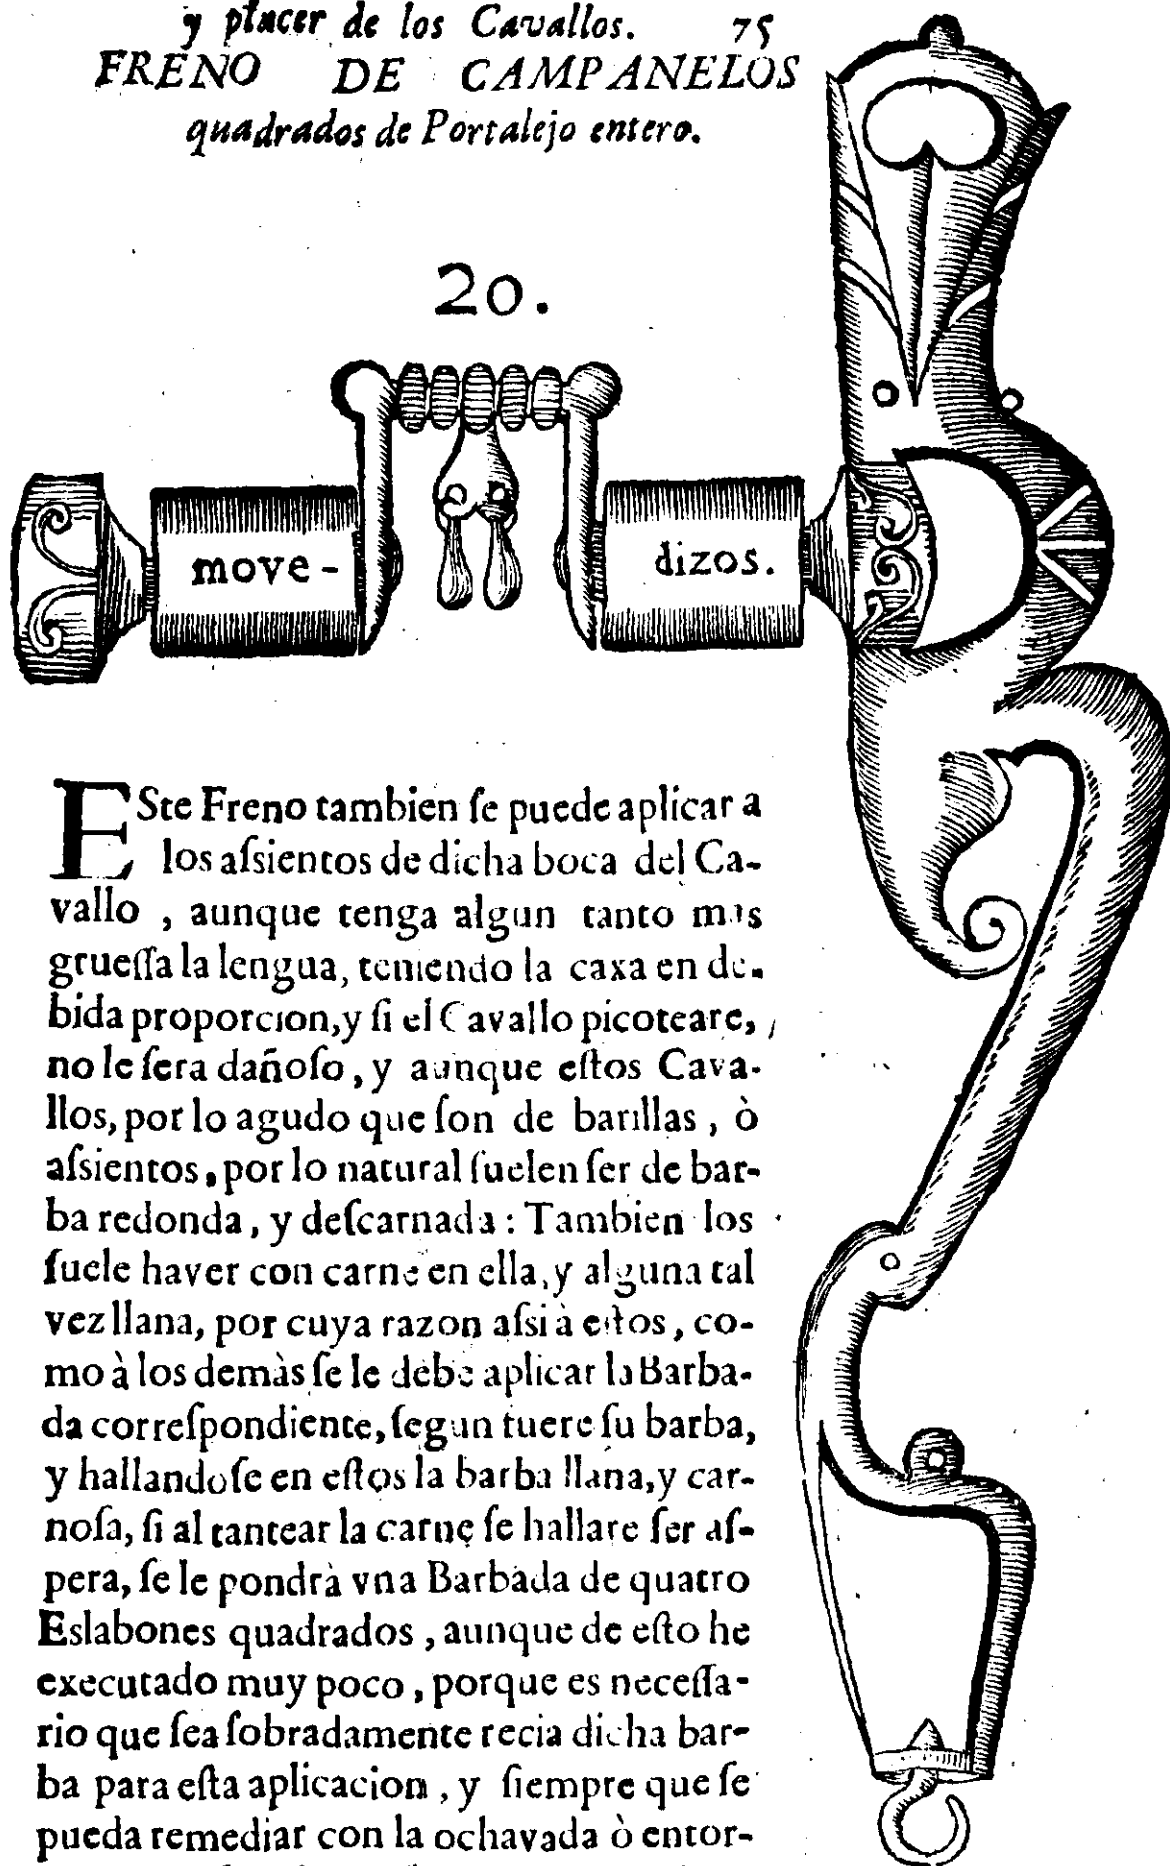 y placer de los Cavallos. 75
FRENO DE CAMPANELOS
quadrados de Portalejo entero.
20.
move-
dizos.
ESte Freno tambien ſe puede aplicar a
los aſsientos de dicha boca del Ca-
vallo, aunque tenga algun tanto mas
grueſſa la lengua, teniendo la caxa en de-
bida proporcion, y ſi el Cavallo picoteare,
no le ſera dañoſo, y aunque eſtos Cava-
llos, por lo agudo que ſon de barillas, ò
aſsientos, por lo natural ſuelen ſer de bar-
ba redonda, y deſcarnada: Tambien los
ſuele haver con carne en ella, y alguna tal
vez llana, por cuya razon aſsi à eſtos, co-
mo à los demàs ſe le debe aplicar la Barba-
da correſpondiente, ſegun fuere ſu barba,
y hallandoſe en eſtos la barba llana, y car-
noſa, ſi al tantear la carne ſe hallare ſer aſ-
pera, ſe le pondrà vna Barbada de quatro
Eslabones quadrados, aunque de eſto he
executado muy poco, porque es neceſſa-
rio que ſea ſobradamente recia dicha bar-
ba para eſta aplicacion, y ſiempre que ſe
pueda remediar con la ochavada ò entor-